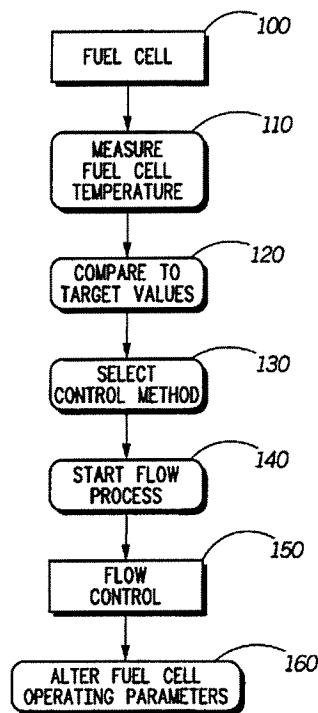 100
FUEL CELL
110
MEASURE
FUEL CELL
TEMPERATURE
120
COMPARE TO
TARGET VALUES
130
SELECT
CONTROL METHOD
140
START FLOW
PROCESS
150
FLOW
CONTROL
160
ALTER FUEL CELL
OPERATING PARAMETERS